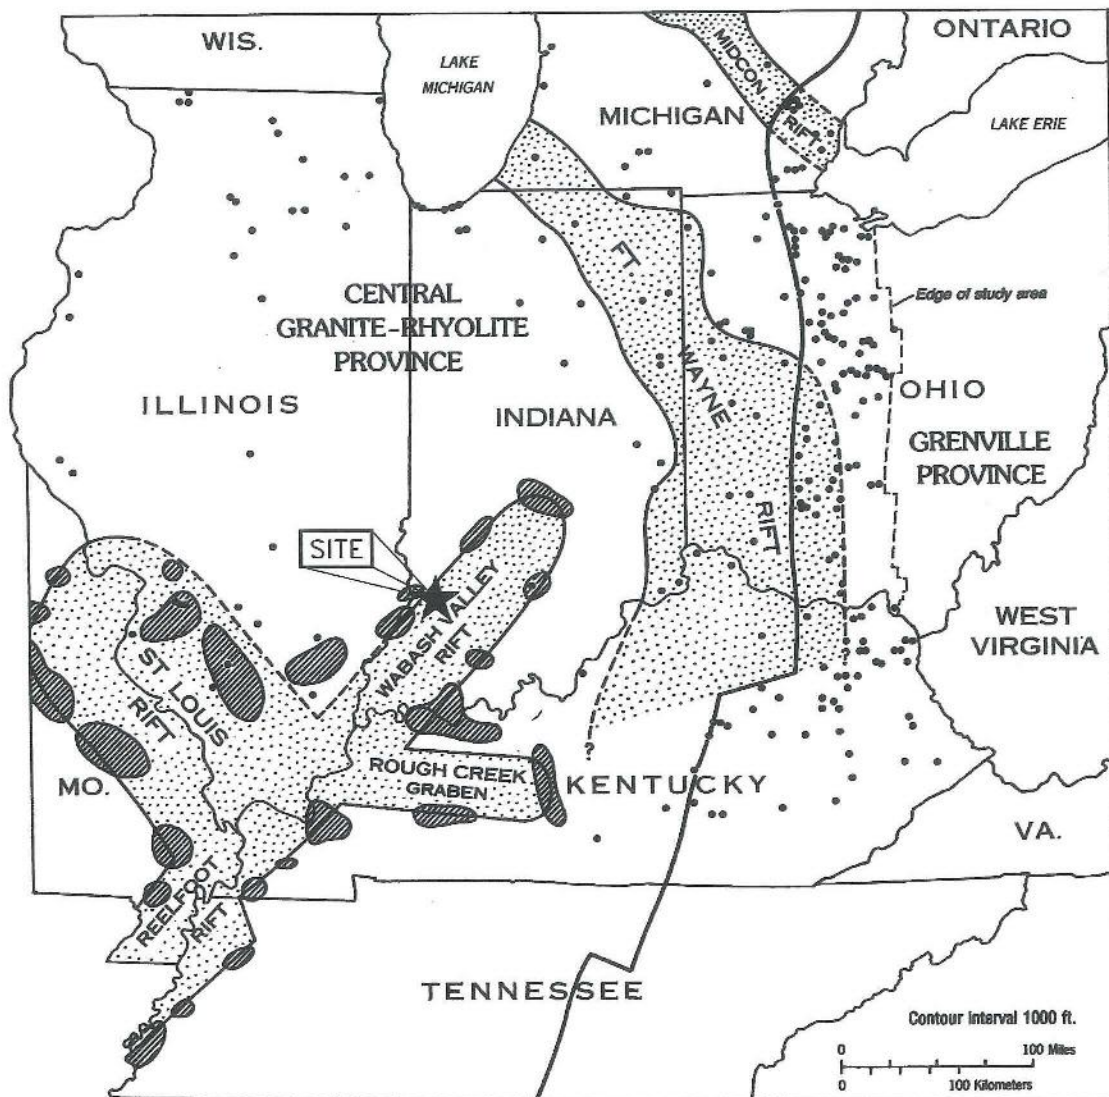 WIS.
LAKE
MICHIGAN
MIDCON
RIFT
ONTARIO
MICHIGAN
LAKE ERIE
FT
WAYNE
RIFT
Edge of study area
CENTRAL
GRANITE-RHYOLITE
PROVINCE
ILLINOIS
INDIANA
OHIO
GRENVILLE
PROVINCE
SITE
WABASH VALLEY
RIFT
WEST
VIRGINIA
ST LOUIS
RIFT
?
MO.
ROUGH CREEK
GRABEN
KENTUCKY
VA.
REELFOOT
RIFT
TENNESSEE
Contour Interval 1000 ft.
0 100 Miles
0 100 Kilometers